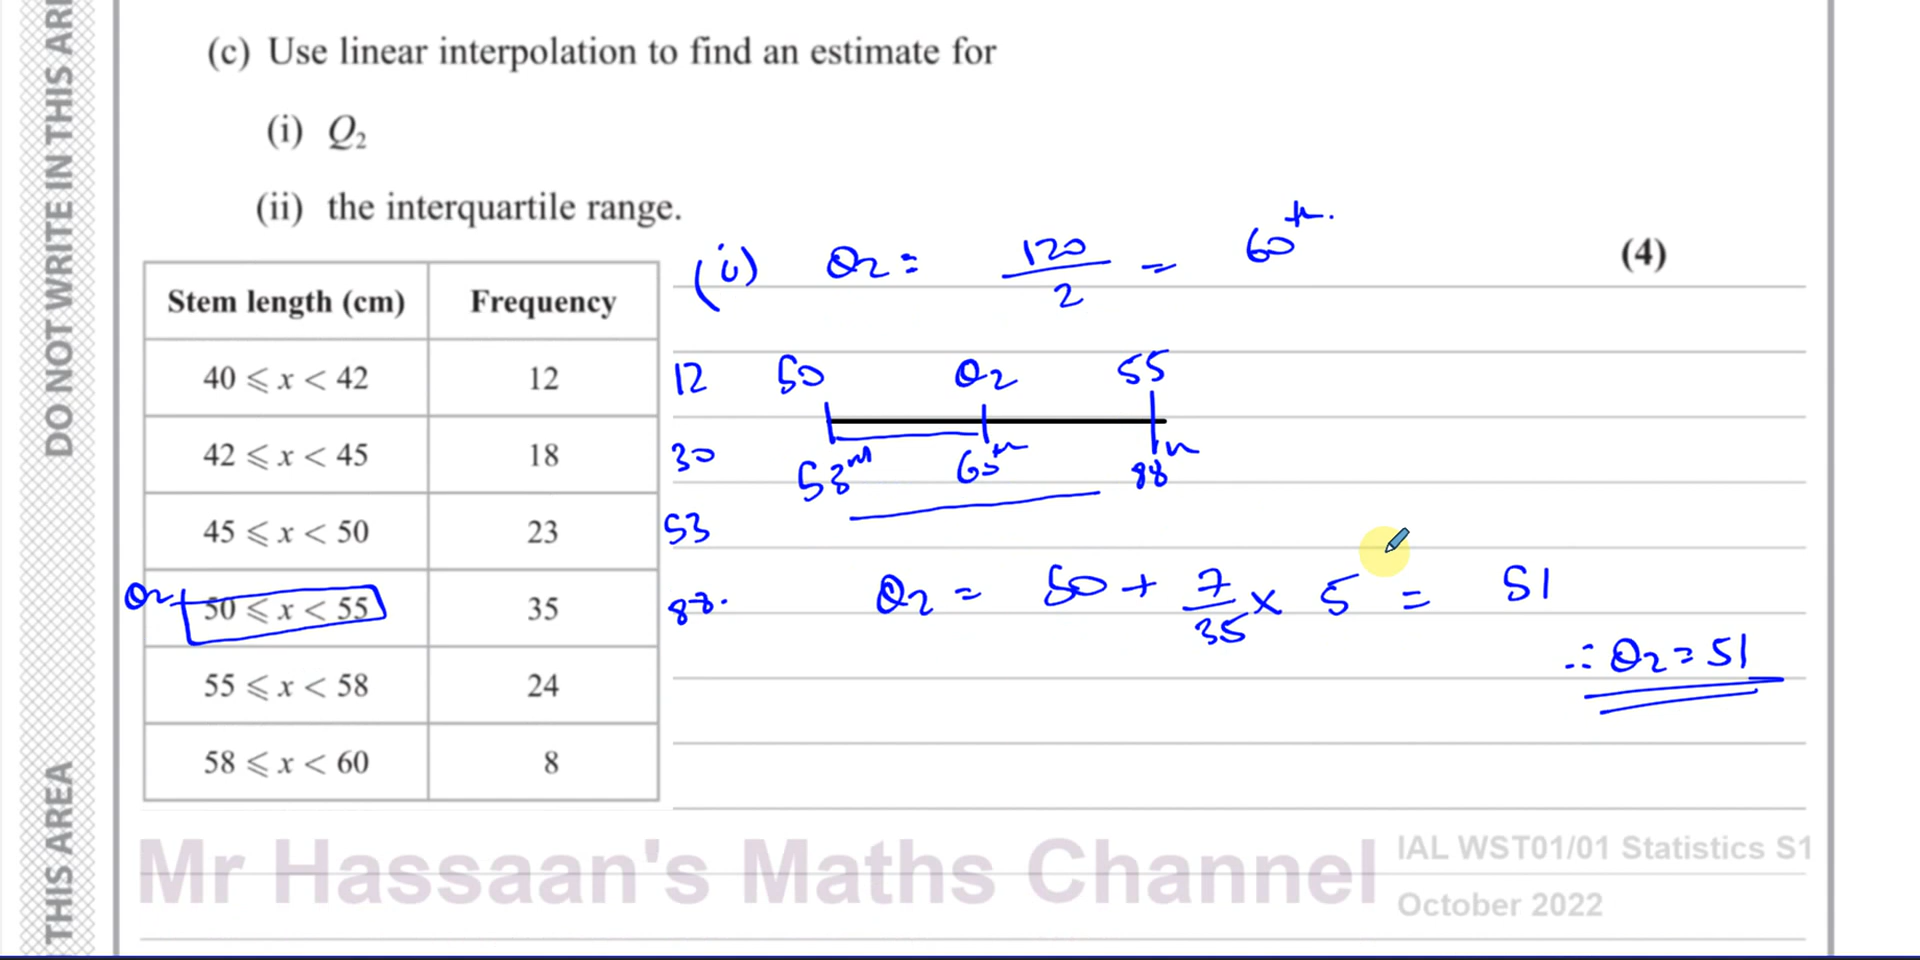 DO NOT WRITE IN THIS AR
THIS AREA
(c) Use linear interpolation to find an estimate for
(i) Q₂
(ii) the interquartile range.
(4)
(i) Q₂ = 120/2 = 60th.
Stem length (cm) Frequency
40 ⩽ x < 42 12 12
42 ⩽ x < 45 18 30
45 ⩽ x < 50 23 53
Q₂ 50 ⩽ x < 55 35 88.
55 ⩽ x < 58 24
58 ⩽ x < 60 8
50 Q₂ 55
53rd 60th 88th
Q₂ = 50 + 7/35 × 5 = 51
∴ Q₂ = 51
Mr Hassaan's Maths Channel
IAL WST01/01 Statistics S1
October 2022